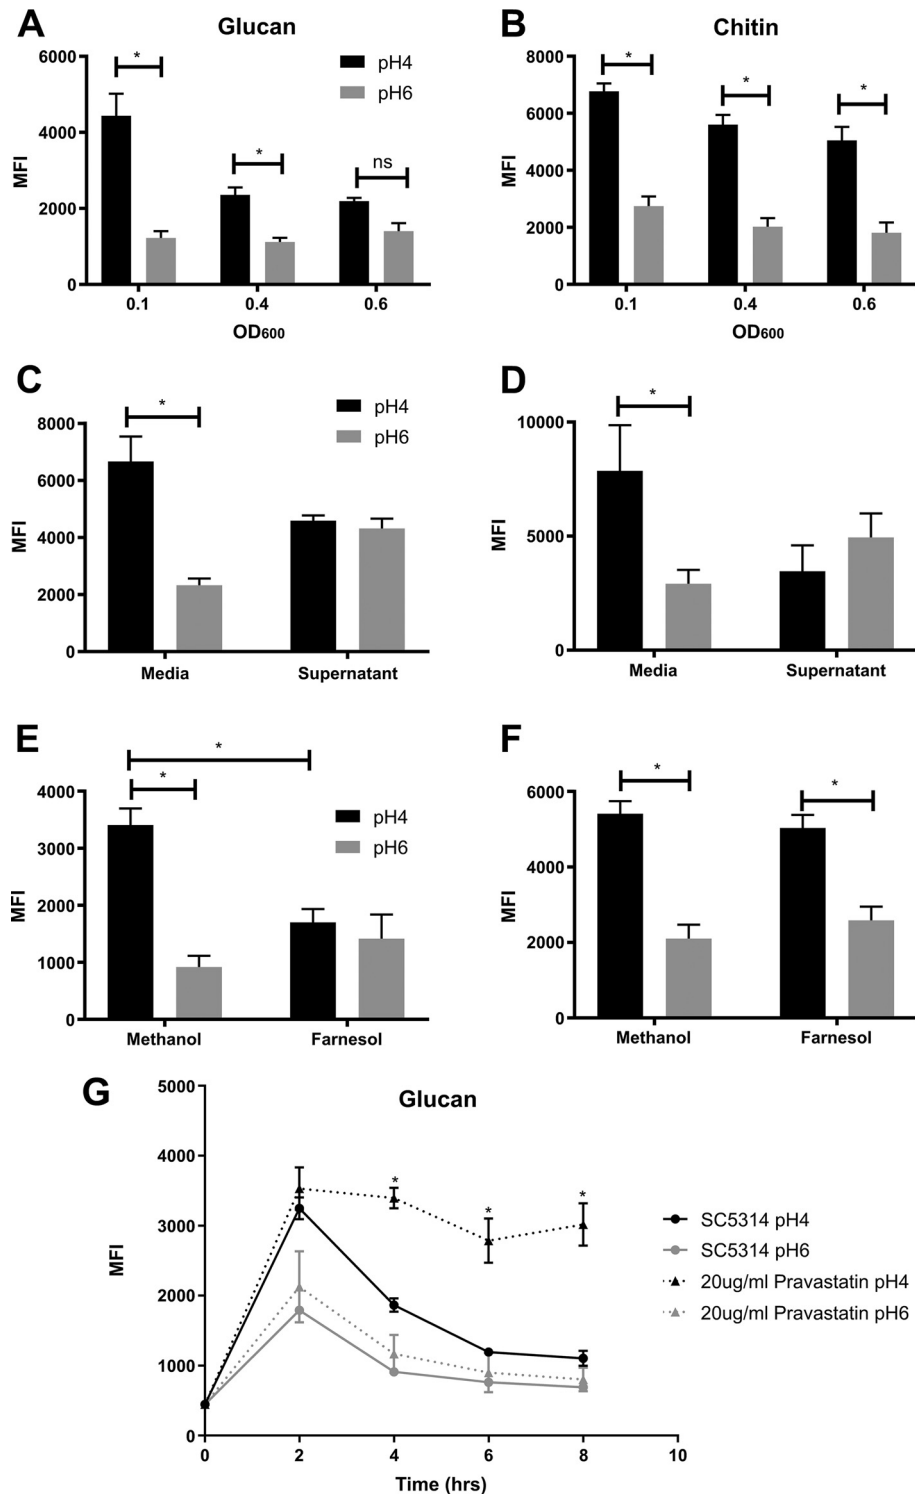 A
Glucan
6000
4000
2000
0
MFI
*
*
ns
pH4
pH6
0.1
0.4
0.6
OD600
B
Chitin
8000
6000
4000
2000
0
MFI
*
*
*
0.1
0.4
0.6
OD600
C
8000
6000
4000
2000
0
MFI
*
pH4
pH6
Media
Supernatant
D
10000
5000
0
MFI
*
Media
Supernatant
E
4000
3000
2000
1000
0
MFI
*
*
pH4
pH6
Methanol
Farnesol
F
6000
4000
2000
0
MFI
*
*
Methanol
Farnesol
G
Glucan
5000
4000
3000
2000
1000
0
MFI
*
*
*
0
2
4
6
8
10
Time (hrs)
SC5314 pH4
SC5314 pH6
20ug/ml Pravastatin pH4
20ug/ml Pravastatin pH6